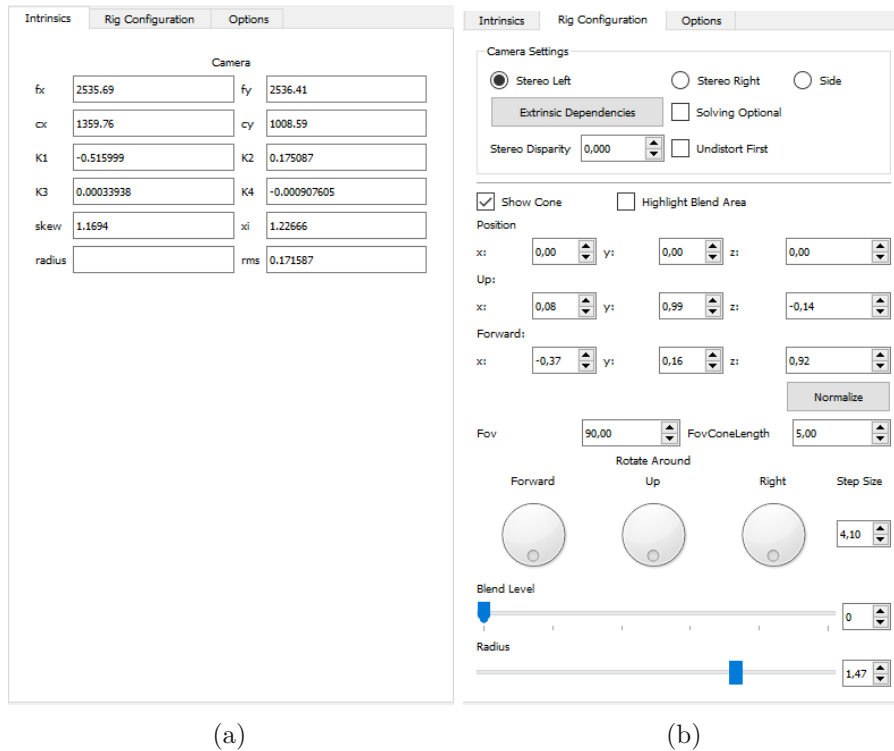 Intrinsics Rig Configuration Options
Camera
fx 2535.69 fy 2536.41
cx 1359.76 cy 1008.59
K1 -0.515999 K2 0.175087
K3 0.00033938 K4 -0.000907605
skew 1.1694 xi 1.22666
radius rms 0.171587
(a)
Intrinsics Rig Configuration Options
Camera Settings
Stereo Left Stereo Right Side
Extrinsic Dependencies Solving Optional
Stereo Disparity 0,000 Undistort First
Show Cone Highlight Blend Area
Position
x: 0,00 y: 0,00 z: 0,00
Up:
x: 0,08 y: 0,99 z: -0,14
Forward:
x: -0,37 y: 0,16 z: 0,92
Normalize
Fov 90,00 FovConeLength 5,00
Rotate Around
Forward Up Right Step Size
4,10
Blend Level
0
Radius
1,47
(b)